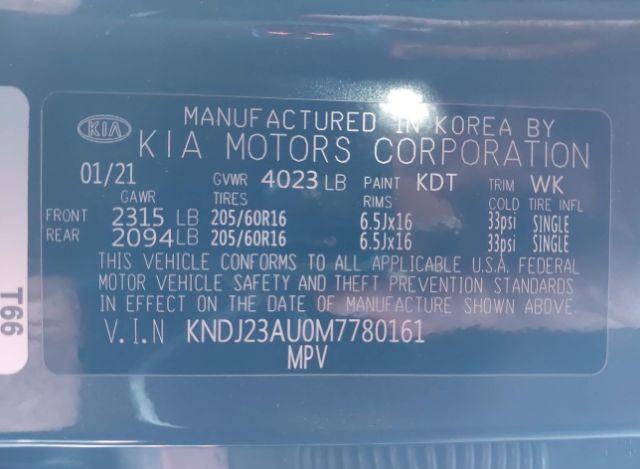 KIA
MANUFACTURED IN KOREA BY
KIA MOTORS CORPORATION
01/21 GVWR 4023 LB PAINT KDT TRIM WK
GAWR TIRES RIMS COLD TIRE INFL
FRONT 2315 LB 205/60R16 6.5Jx16 33psi SINGLE
REAR 2094 LB 205/60R16 6.5Jx16 33psi SINGLE
THIS VEHICLE CONFORMS TO ALL APPLICABLE U.S.A. FEDERAL
MOTOR VEHICLE SAFETY AND THEFT PREVENTION STANDARDS
IN EFFECT ON THE DATE OF MANUFACTURE SHOWN ABOVE.
V.I.N KNDJ23AU0M7780161
MPV
T66